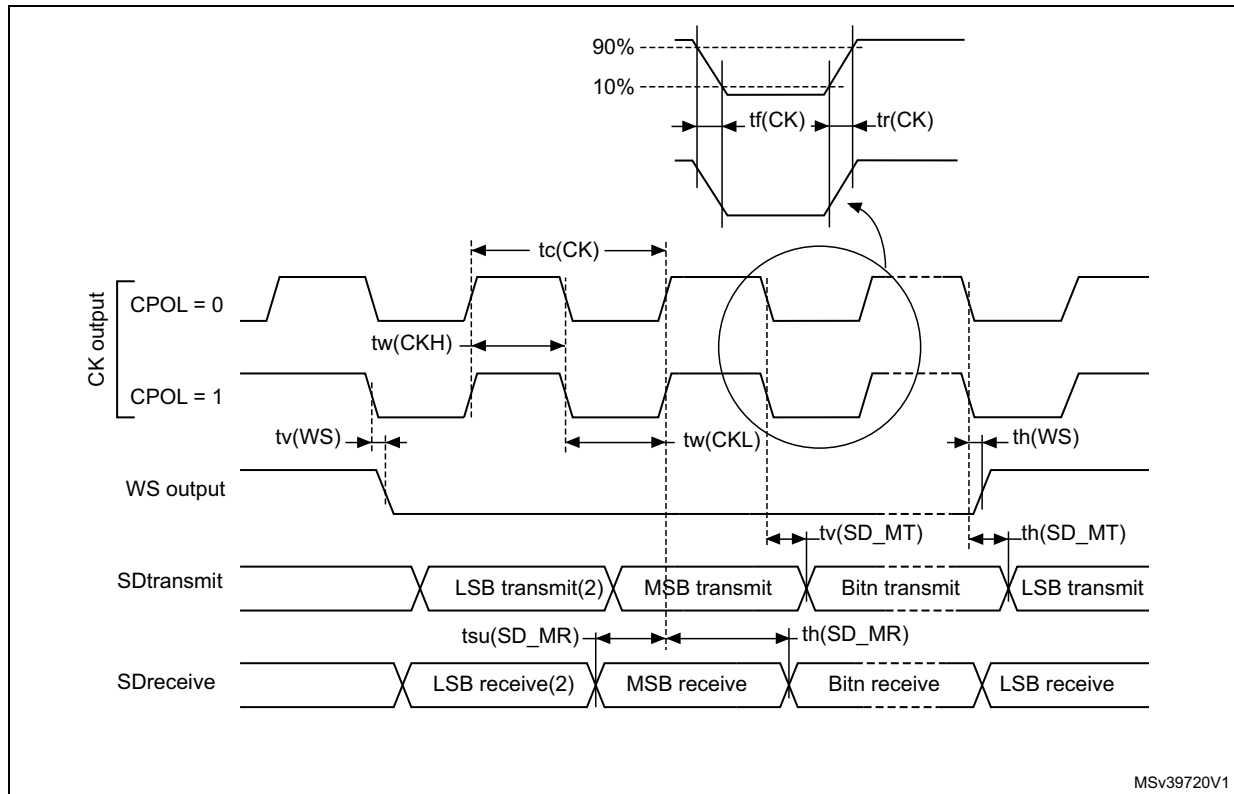 90%
10%
tf(CK)
tr(CK)
tc(CK)
CK output
CPOL = 0
tw(CKH)
CPOL = 1
tv(WS)
tw(CKL)
th(WS)
WS output
tv(SD_MT)
th(SD_MT)
SDtransmit
LSB transmit(2)
MSB transmit
Bitn transmit
LSB transmit
tsu(SD_MR)
th(SD_MR)
SDreceive
LSB receive(2)
MSB receive
Bitn receive
LSB receive
MSv39720V1